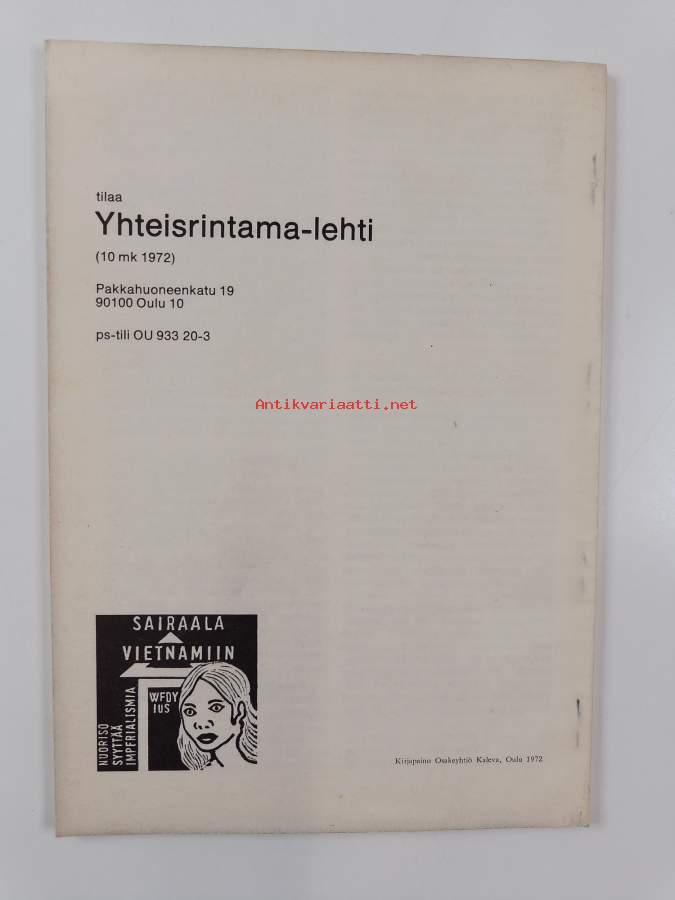 tilaa
Yhteisrintama-lehti
(10 mk 1972)
Pakkahuoneenkatu 19
90100 Oulu 10
ps-tili OU 933 20-3
Antikvariaatti.net
SAIRAALA
VIETNAMIIN
WFDY
IUS
NUORISO
SYYTTÄÄ
IMPERIALISMIA
Kirjapaino Osakeyhtiö Kaleva, Oulu 1972